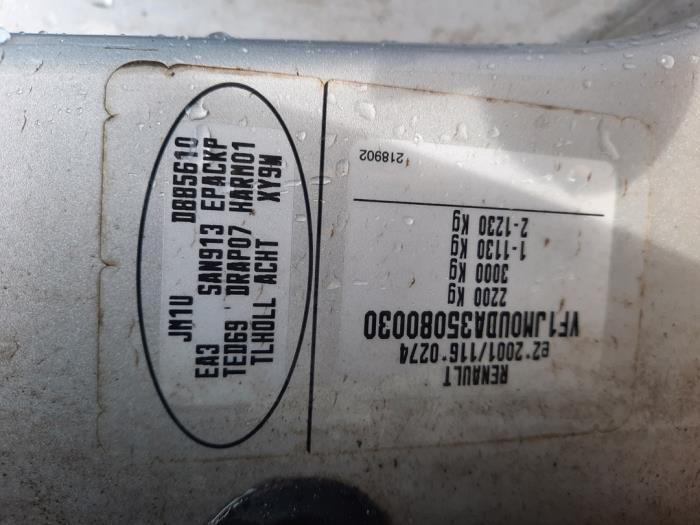 RENAULT
e2*2001/116*0274
VF1JM0UDA35080030
2200 Kg
3000 Kg
1-1130 Kg
2-1230 Kg
218902
JM1U DB85610
EA3 SAN913 EPACKP
TED69 DRAP07 HARM01
TLHOLL ACHT XY9M